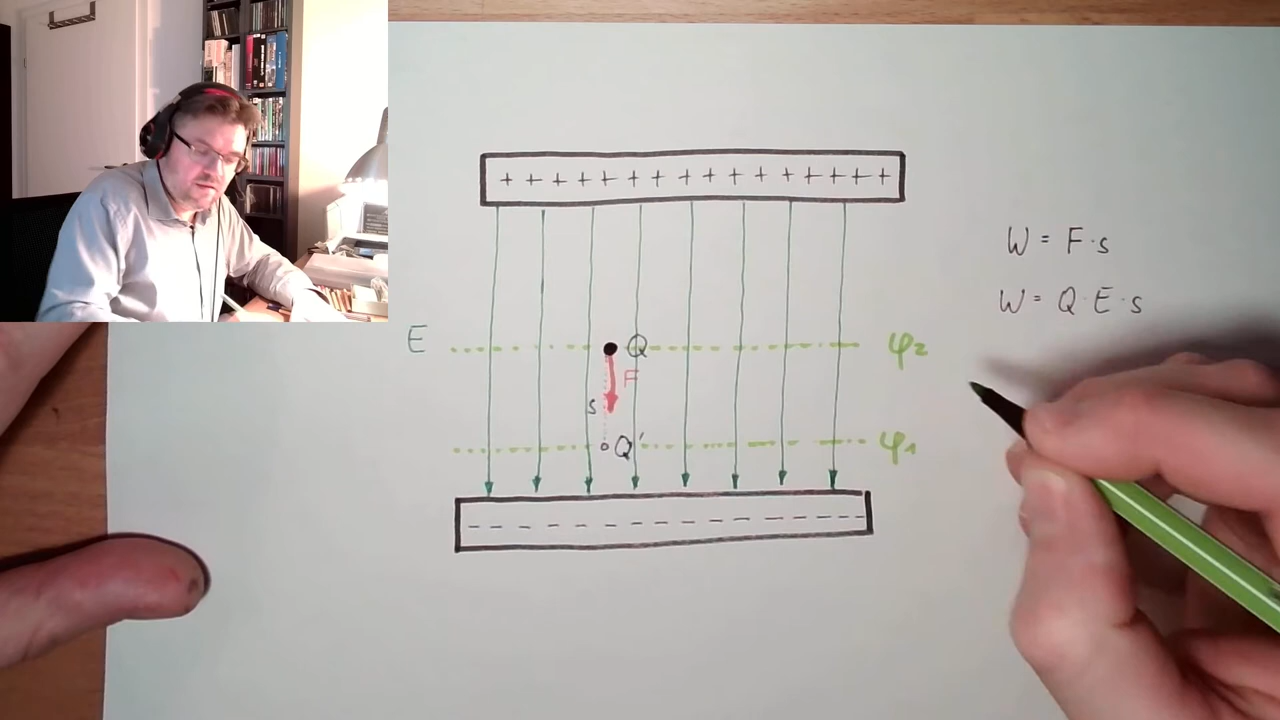 + + + + + + + + + + + + + + + +
W = F·s
W = Q·E·s
E
Q
φ2
F
s
Q'
φ1
- - - - - - - - - - - - - - -